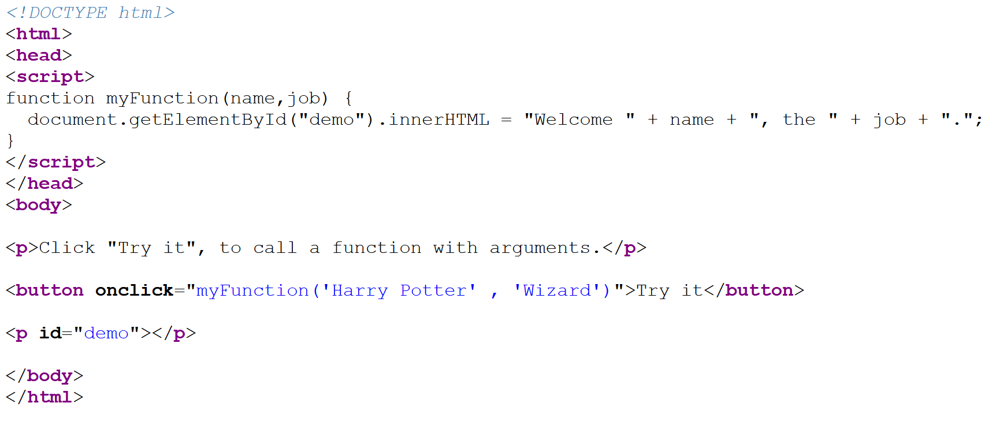 <!DOCTYPE html>
<html>
<head>
<script>
function myFunction(name,job) {
  document.getElementById("demo").innerHTML = "Welcome " + name + ", the " + job + ".";
}
</script>
</head>
<body>

<p>Click "Try it", to call a function with arguments.</p>

<button onclick="myFunction('Harry Potter' , 'Wizard')">Try it</button>

<p id="demo"></p>

</body>
</html>